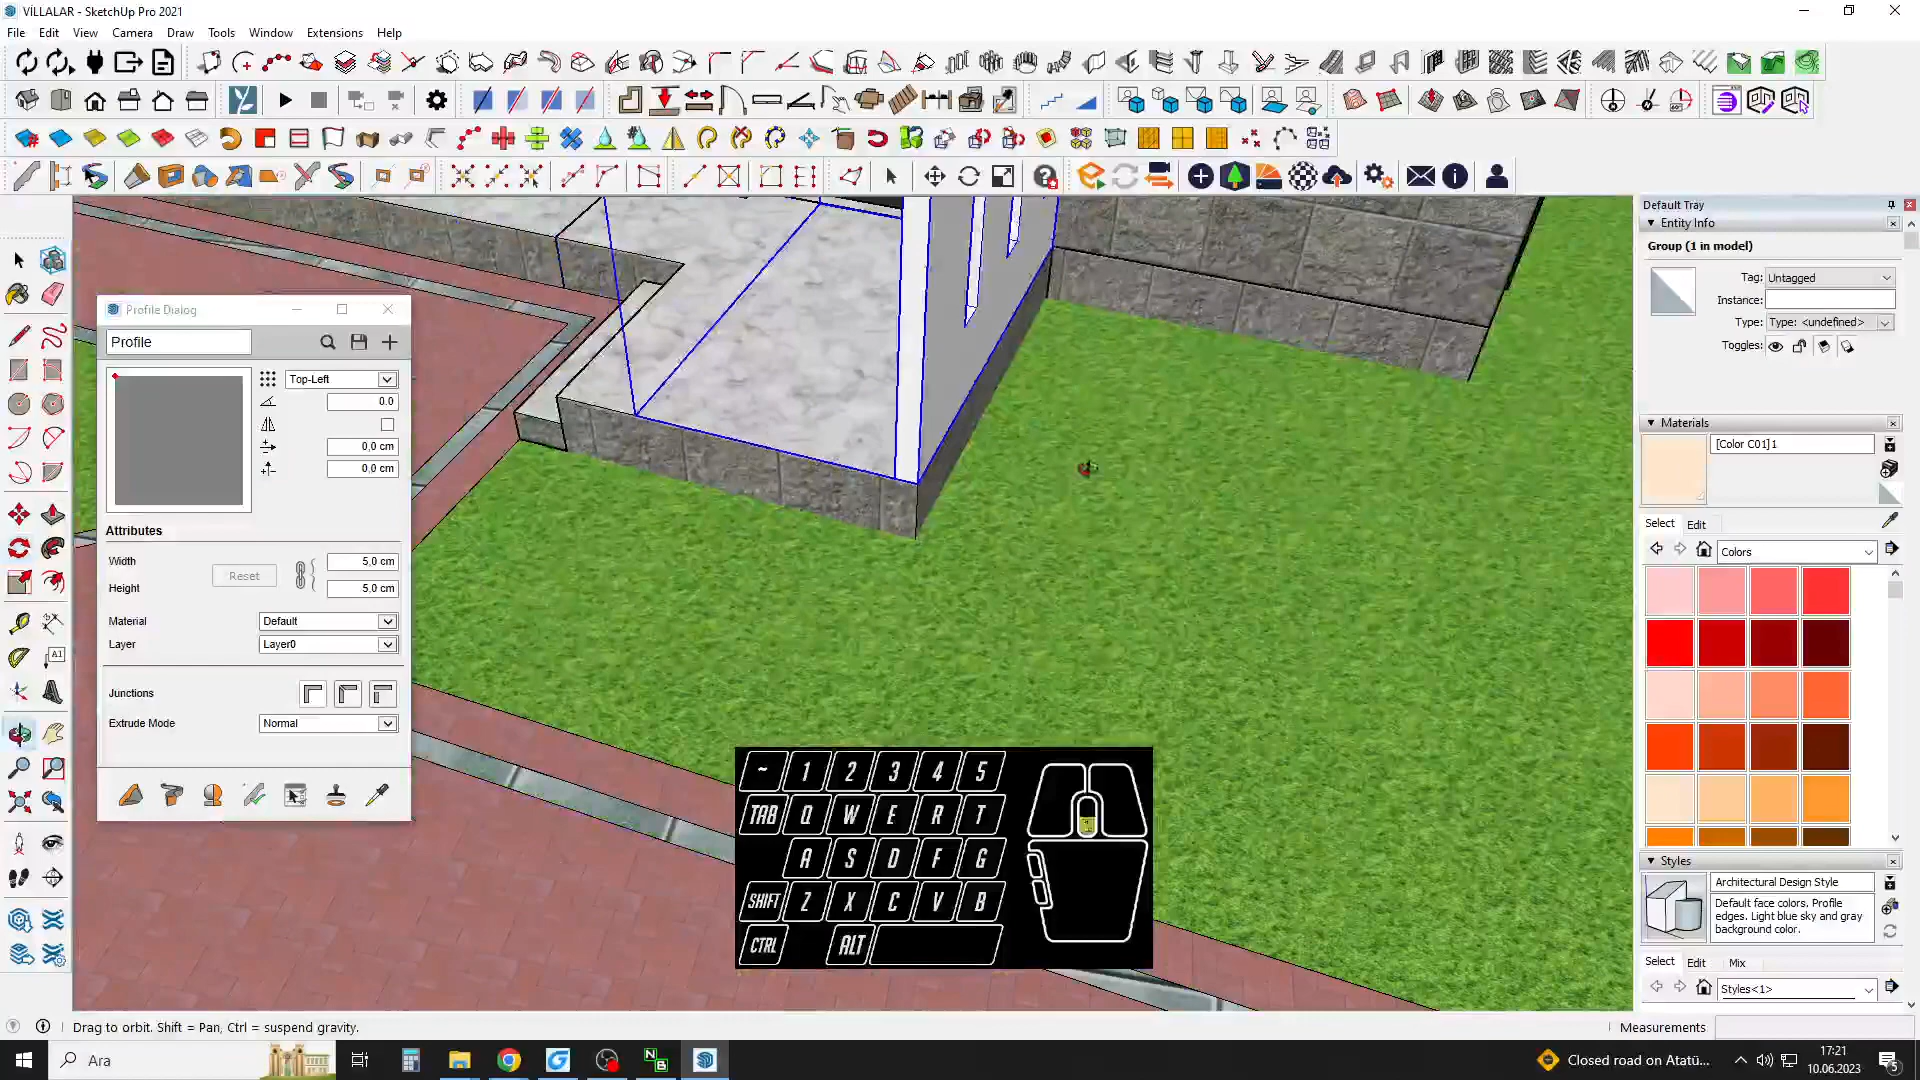 VİLLALAR - SketchUp Pro 2021
File Edit View Camera Draw Tools Window Extensions Help
Default Tray
Entity Info
Group (1 in model)
Tag: Untagged
Instance:
Type: Type: <undefined>
Toggles:
Profile Dialog
Profile
Top-Left
0.0
0,0 cm
0,0 cm
Attributes
Width 5,0 cm
Reset
Height 5,0 cm
Material Default
Layer Layer0
Junctions
Extrude Mode Normal
Materials
[Color C01]1
Select Edit
Colors
Styles
Architectural Design Style
Default face colors. Profile
edges. Light blue sky and gray
background color.
Select Edit Mix
Styles<1>
A1
~ 1 2 3 4 5
TAB Q W E R T
A S D F G
SHIFT Z X C V B
CTRL ALT
Drag to orbit. Shift = Pan, Ctrl = suspend gravity.
Measurements
Ara
Closed road on Atatü...
17:21
10.06.2023
5